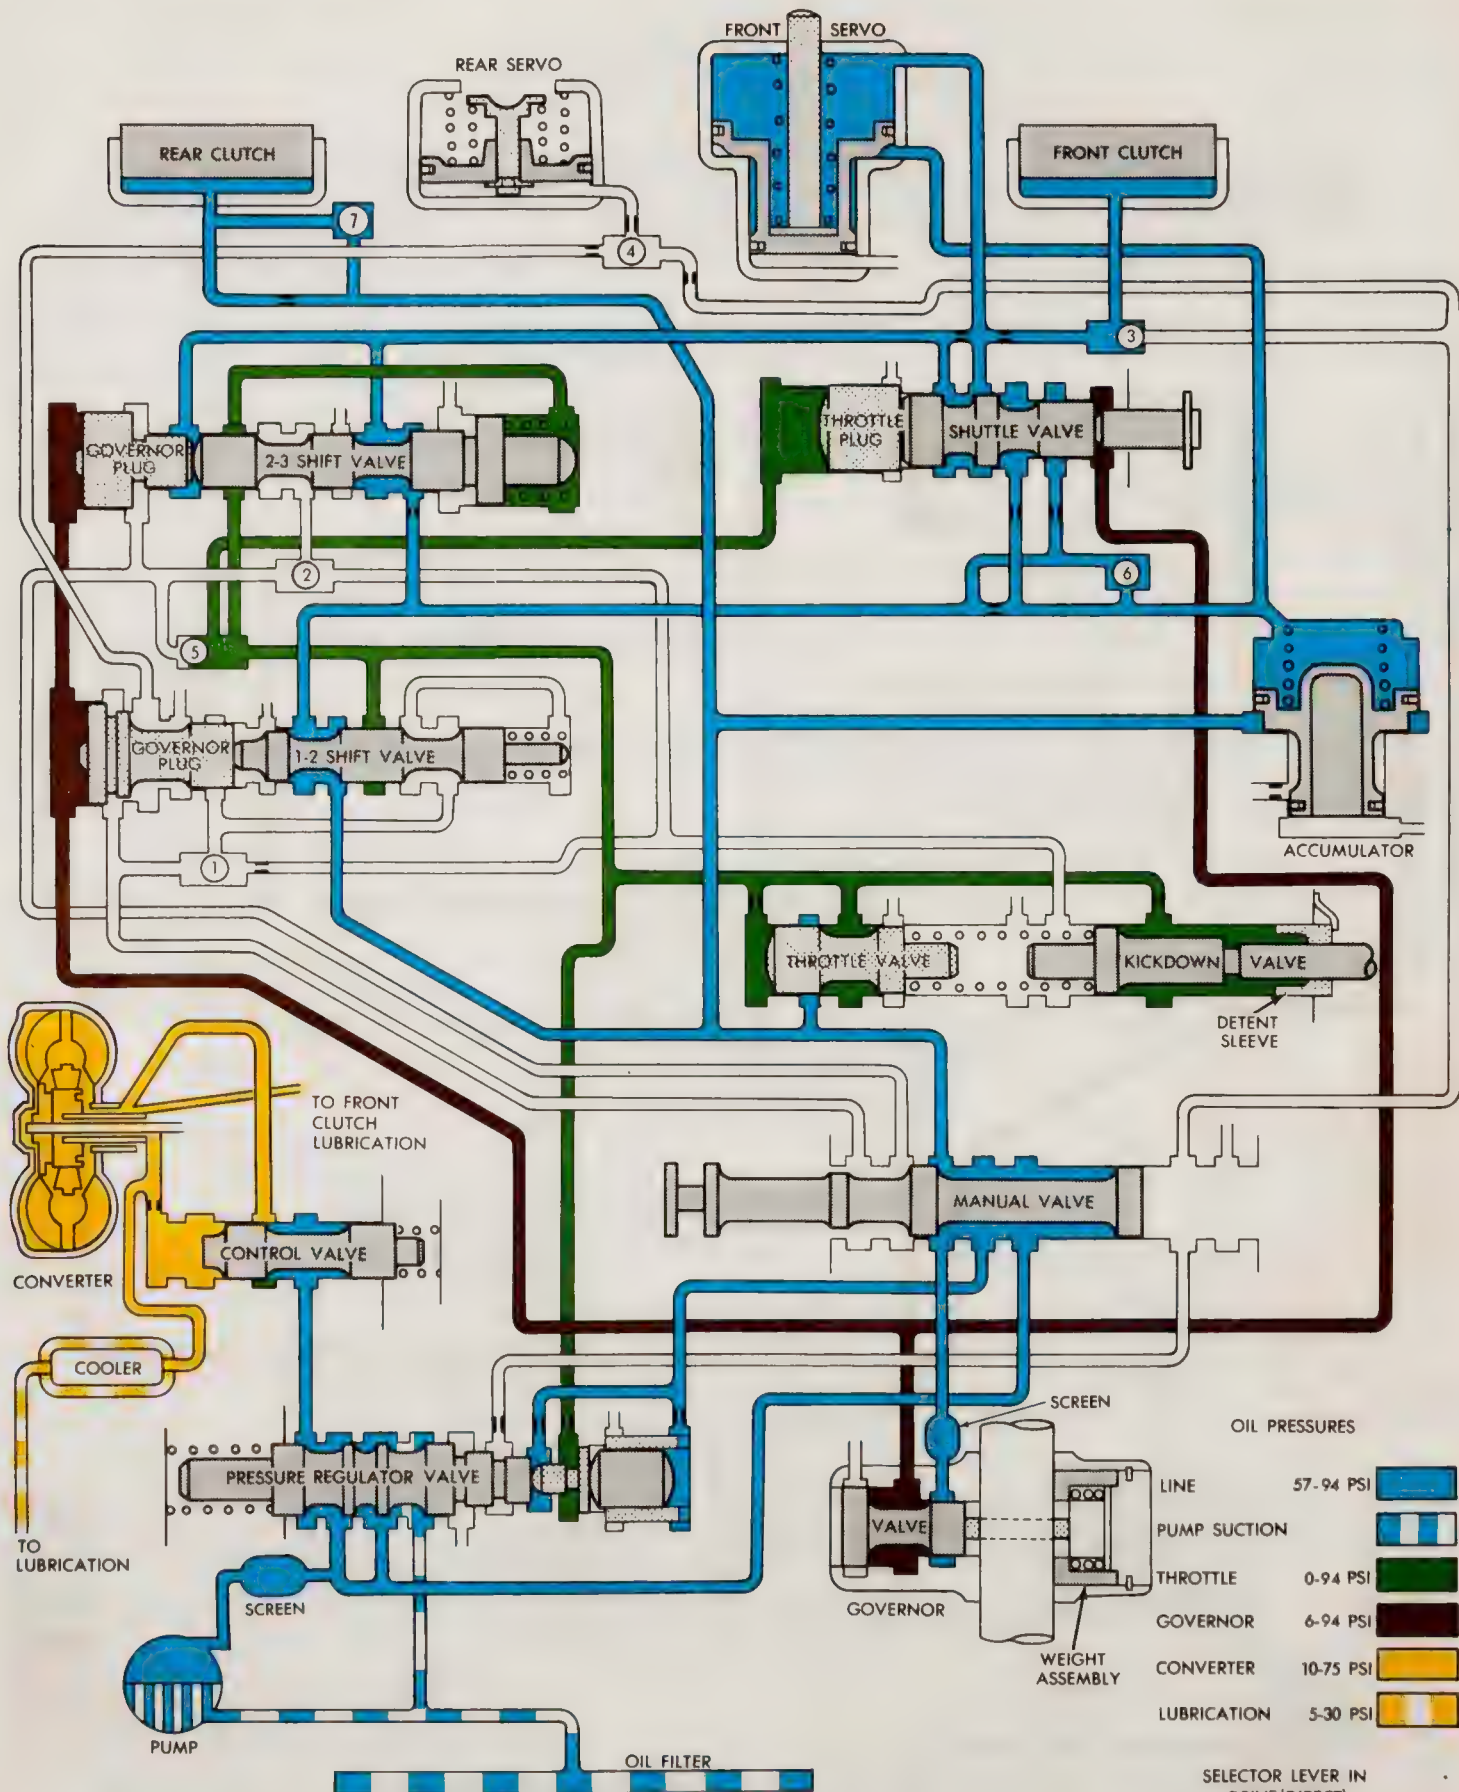 FRONT SERVO
REAR SERVO
REAR CLUTCH
FRONT CLUTCH
7
4
3
GOVERNOR
PLUG
2-3 SHIFT VALVE
THROTTLE
PLUG
SHUTTLE VALVE
2
6
5
GOVERNOR
PLUG
1-2 SHIFT VALVE
ACCUMULATOR
1
THROTTLE VALVE
KICKDOWN VALVE
DETENT
SLEEVE
TO FRONT
CLUTCH
LUBRICATION
MANUAL VALVE
CONTROL VALVE
CONVERTER
COOLER
SCREEN
OIL PRESSURES
PRESSURE REGULATOR VALVE
LINE 57-94 PSI
VALVE
PUMP SUCTION
TO
LUBRICATION
THROTTLE 0-94 PSI
SCREEN
GOVERNOR
GOVERNOR 6-94 PSI
WEIGHT
ASSEMBLY
CONVERTER 10-75 PSI
LUBRICATION 5-30 PSI
PUMP
OIL FILTER
SELECTOR LEVER IN